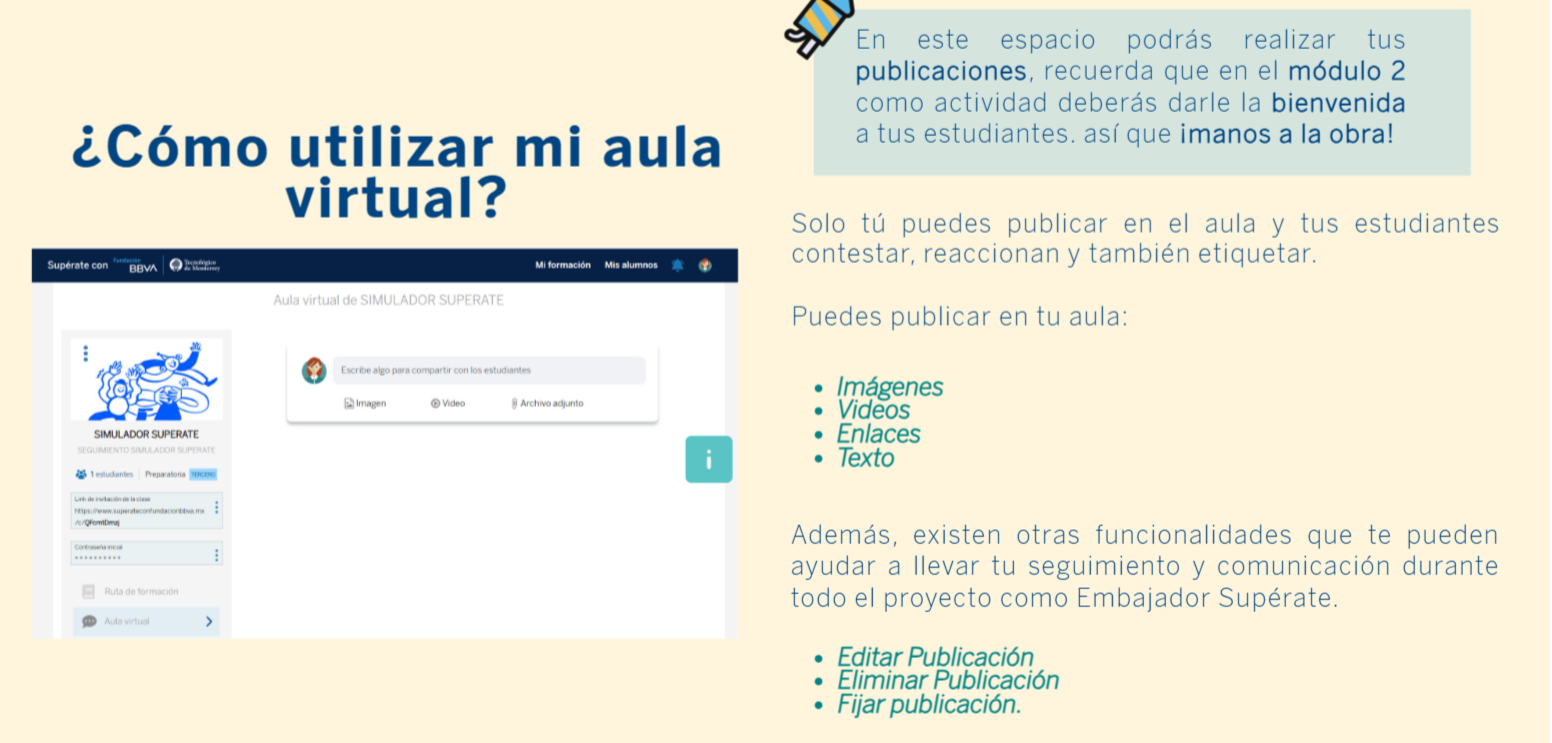 ¿Cómo utilizar mi aula
virtual?
Supérate con Fundación BBVA Tecnológico de Monterrey
Mi formación Mis alumnos
Aula virtual de SIMULADOR SUPERATE
Escribe algo para compartir con los estudiantes
Imagen Video Archivo adjunto
SIMULADOR SUPERATE
SEGUIMIENTO SIMULADOR SUPERATE
1 estudiantes Preparatoria TERCERO
Link de invitación de la clase
https://www.superateconfundacionbbva.mx
Contraseña inicial
**********
Ruta de formación
Aula virtual
i
En este espacio podrás realizar tus
publicaciones, recuerda que en el módulo 2
como actividad deberás darle la bienvenida
a tus estudiantes. así que ¡manos a la obra!
Solo tú puedes publicar en el aula y tus estudiantes
contestar, reaccionan y también etiquetar.
Puedes publicar en tu aula:
• Imágenes
• Videos
• Enlaces
• Texto
Además, existen otras funcionalidades que te pueden
ayudar a llevar tu seguimiento y comunicación durante
todo el proyecto como Embajador Supérate.
• Editar Publicación
• Eliminar Publicación
• Fijar publicación.